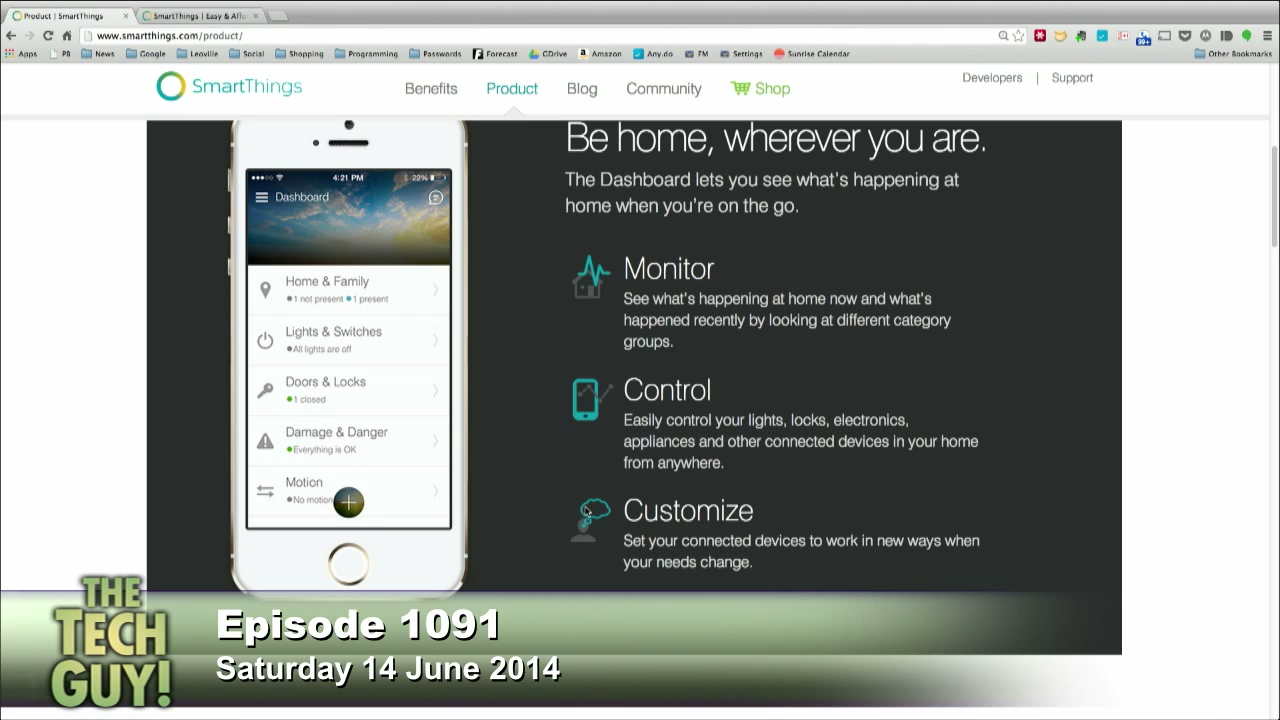 Product | SmartThings
SmartThings | Easy & Affo
www.smartthings.com/product/
Apps PB News Google Leoville Social Shopping Programming Passwords Forecast GDrive Amazon Any.do FM Settings Sunrise Calendar Other Bookmarks
SmartThings
Benefits Product Blog Community Shop
Developers | Support
4:21 PM 22%
Dashboard
Home & Family
1 not present 1 present
Lights & Switches
All lights are off
Doors & Locks
1 closed
Damage & Danger
Everything is OK
Motion
No motion
Be home, wherever you are.
The Dashboard lets you see what's happening at
home when you're on the go.
Monitor
See what's happening at home now and what's
happened recently by looking at different category
groups.
Control
Easily control your lights, locks, electronics,
appliances and other connected devices in your home
from anywhere.
Customize
Set your connected devices to work in new ways when
your needs change.
THE
TECH
GUY!
Episode 1091
Saturday 14 June 2014